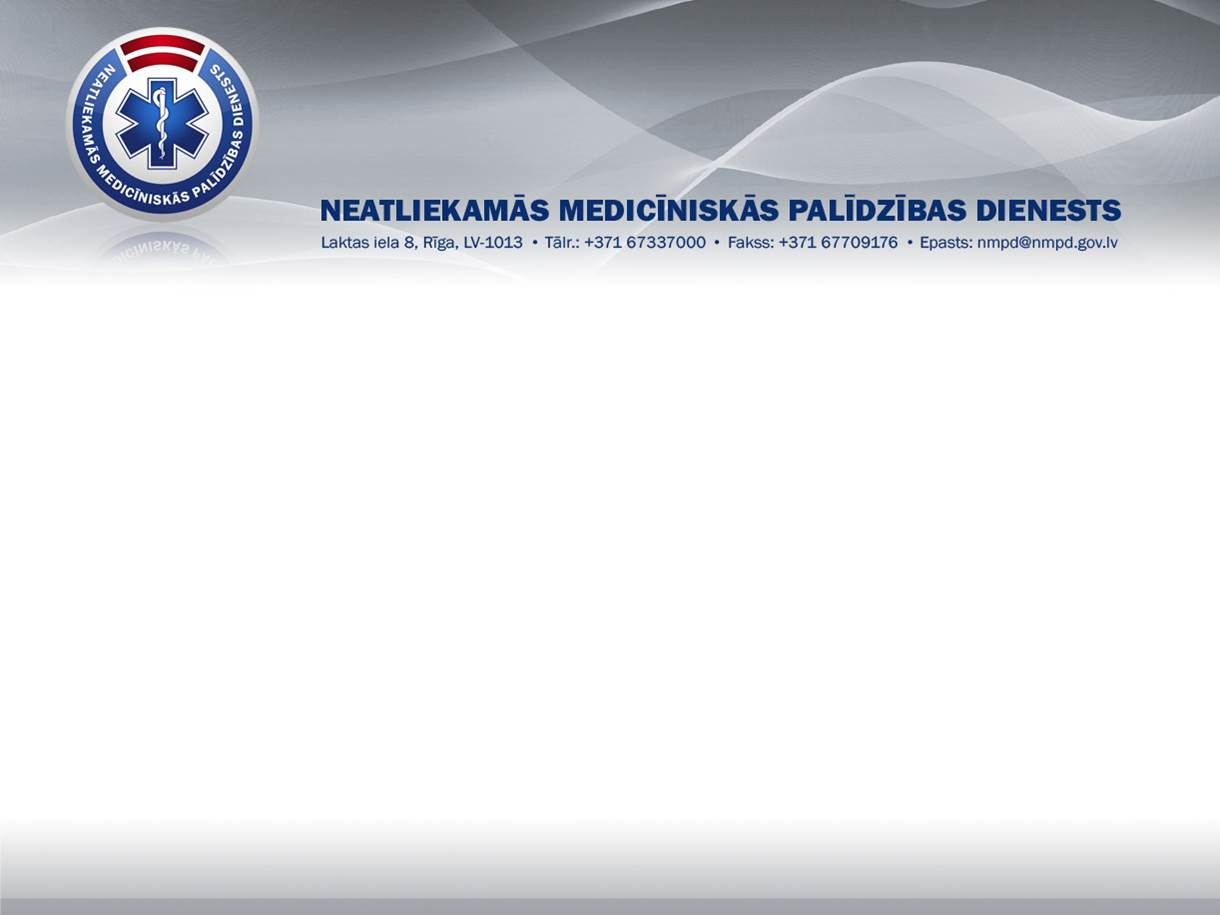 NEATLIEKAMĀS MEDICĪNISKĀS PALĪDZĪBAS DIENESTS
NEATLIEKAMĀS MEDICĪNISKĀS PALĪDZĪBAS DIENESTS
Laktas iela 8, Rīga, LV-1013 • Tālr.: +371 67337000 • Fakss: +371 67709176 • Epasts: nmpd@nmpd.gov.lv